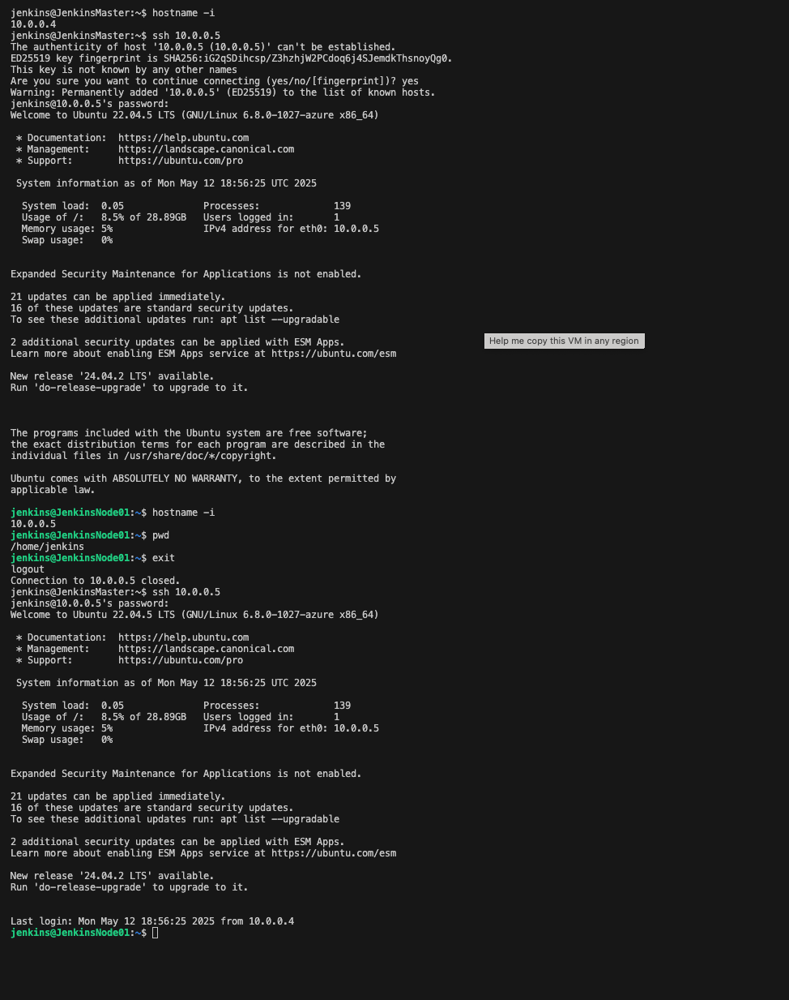 jenkins@JenkinsMaster:~$ hostname -i
10.0.0.4
jenkins@JenkinsMaster:~$ ssh 10.0.0.5
The authenticity of host '10.0.0.5 (10.0.0.5)' can't be established.
ED25519 key fingerprint is SHA256:iG2qSDihcsp/Z3hzhjW2PCdoq6j4SJemdkThsnoyQg0.
This key is not known by any other names
Are you sure you want to continue connecting (yes/no/[fingerprint])? yes
Warning: Permanently added '10.0.0.5' (ED25519) to the list of known hosts.
jenkins@10.0.0.5's password:
Welcome to Ubuntu 22.04.5 LTS (GNU/Linux 6.8.0-1027-azure x86_64)
* Documentation:  https://help.ubuntu.com
* Management:     https://landscape.canonical.com
* Support:        https://ubuntu.com/pro
System information as of Mon May 12 18:56:25 UTC 2025
System load:  0.05              Processes:             139
Usage of /:   8.5% of 28.89GB   Users logged in:       1
Memory usage: 5%                IPv4 address for eth0: 10.0.0.5
Swap usage:   0%
Expanded Security Maintenance for Applications is not enabled.
21 updates can be applied immediately.
16 of these updates are standard security updates.
To see these additional updates run: apt list --upgradable
2 additional security updates can be applied with ESM Apps.
Help me copy this VM in any region
Learn more about enabling ESM Apps service at https://ubuntu.com/esm
New release '24.04.2 LTS' available.
Run 'do-release-upgrade' to upgrade to it.
The programs included with the Ubuntu system are free software;
the exact distribution terms for each program are described in the
individual files in /usr/share/doc/*/copyright.
Ubuntu comes with ABSOLUTELY NO WARRANTY, to the extent permitted by
applicable law.
jenkins@JenkinsNode01:~$ hostname -i
10.0.0.5
jenkins@JenkinsNode01:~$ pwd
/home/jenkins
jenkins@JenkinsNode01:~$ exit
logout
Connection to 10.0.0.5 closed.
jenkins@JenkinsMaster:~$ ssh 10.0.0.5
jenkins@10.0.0.5's password:
Welcome to Ubuntu 22.04.5 LTS (GNU/Linux 6.8.0-1027-azure x86_64)
* Documentation:  https://help.ubuntu.com
* Management:     https://landscape.canonical.com
* Support:        https://ubuntu.com/pro
System information as of Mon May 12 18:56:25 UTC 2025
System load:  0.05              Processes:             139
Usage of /:   8.5% of 28.89GB   Users logged in:       1
Memory usage: 5%                IPv4 address for eth0: 10.0.0.5
Swap usage:   0%
Expanded Security Maintenance for Applications is not enabled.
21 updates can be applied immediately.
16 of these updates are standard security updates.
To see these additional updates run: apt list --upgradable
2 additional security updates can be applied with ESM Apps.
Learn more about enabling ESM Apps service at https://ubuntu.com/esm
New release '24.04.2 LTS' available.
Run 'do-release-upgrade' to upgrade to it.
Last login: Mon May 12 18:56:25 2025 from 10.0.0.4
jenkins@JenkinsNode01:~$